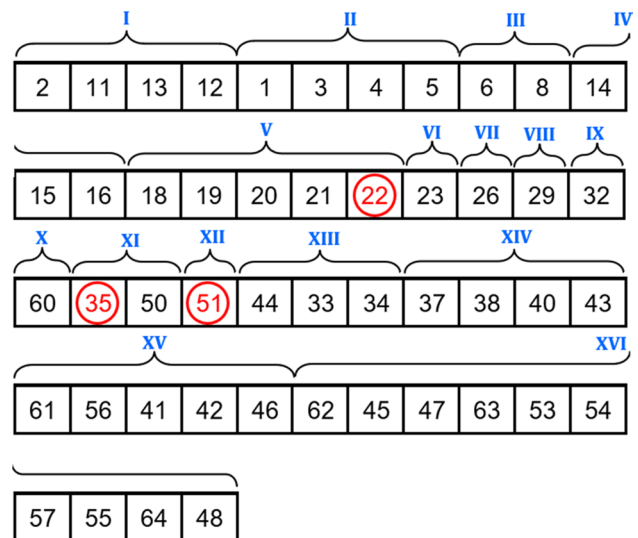 I II III IV
2 11 13 12 1 3 4 5 6 8 14
V VI VII VIII IX
15 16 18 19 20 21 22 23 26 29 32
X XI XII XIII XIV
60 35 50 51 44 33 34 37 38 40 43
XV XVI
61 56 41 42 46 62 45 47 63 53 54
57 55 64 48